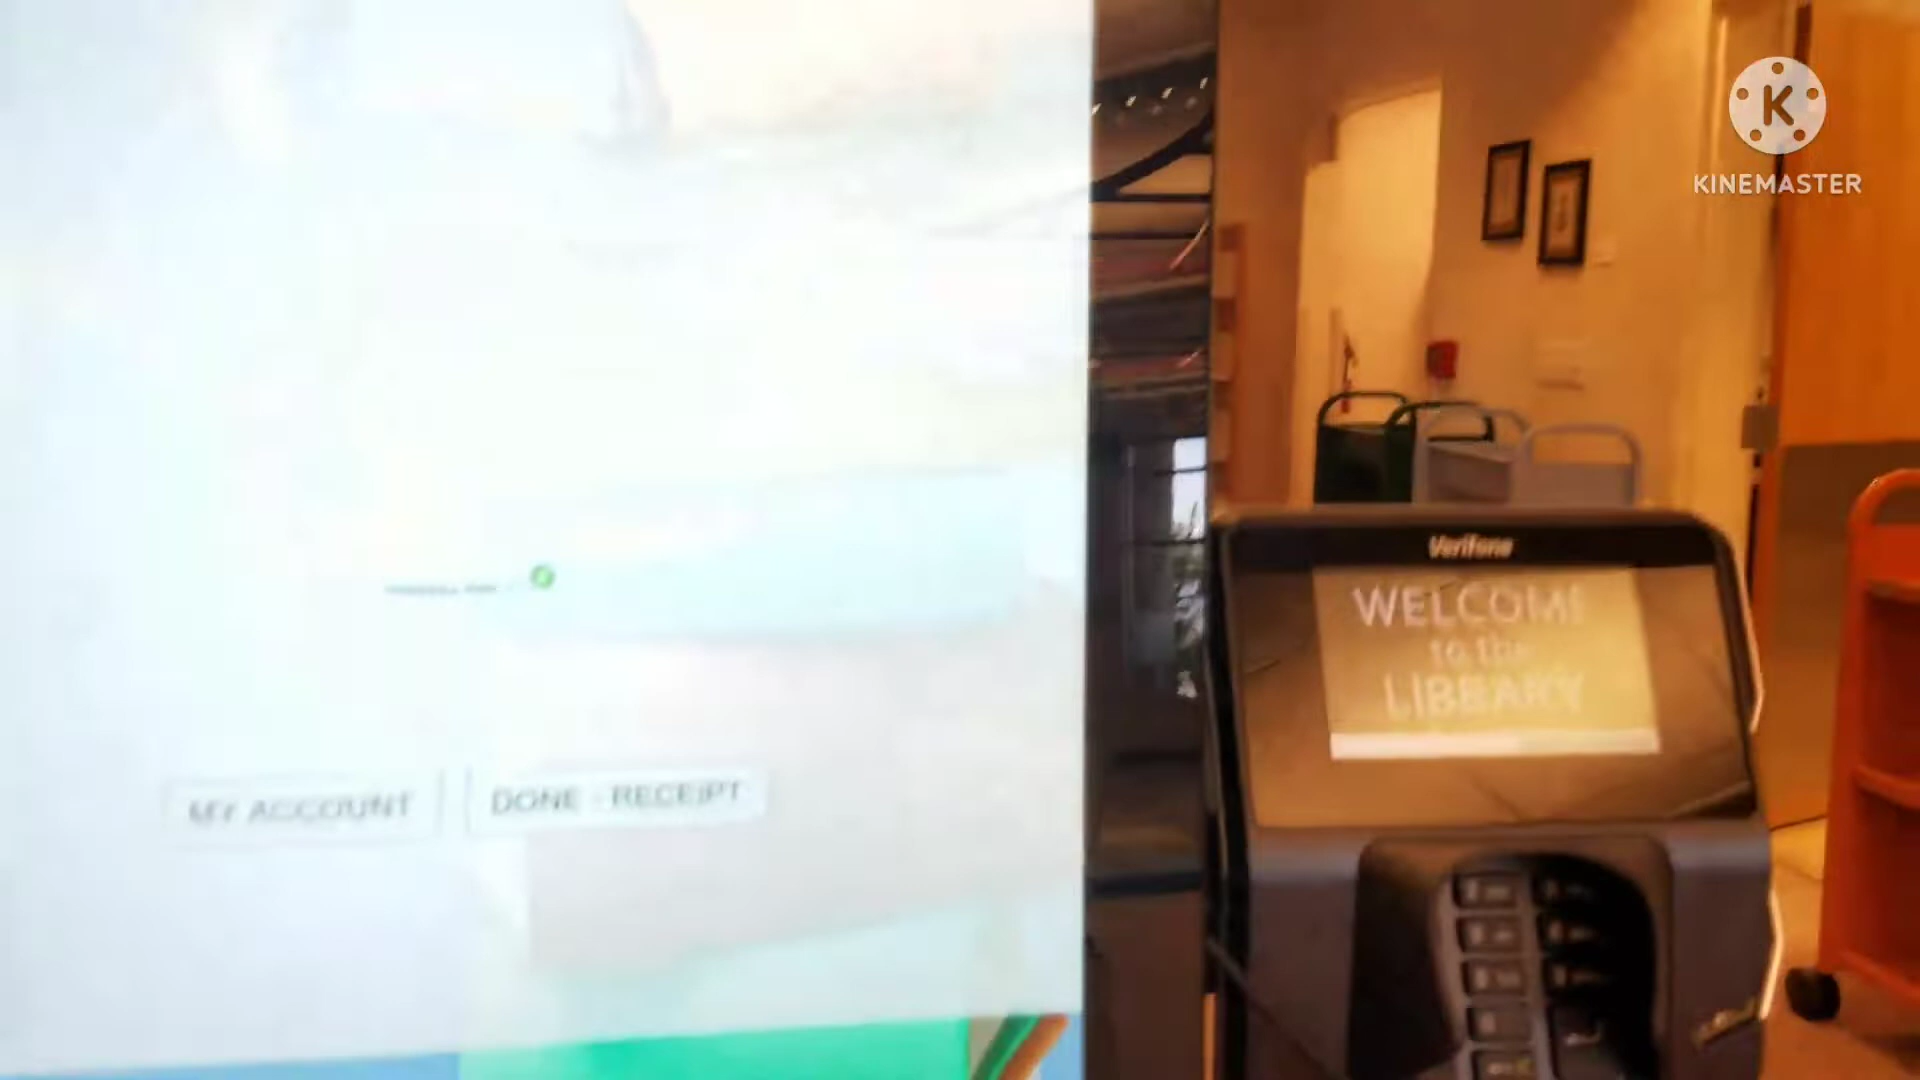 KINEMASTER
Verifone
WELCOME
to the
LIBRARY
MY ACCOUNT
DONE - RECEIPT